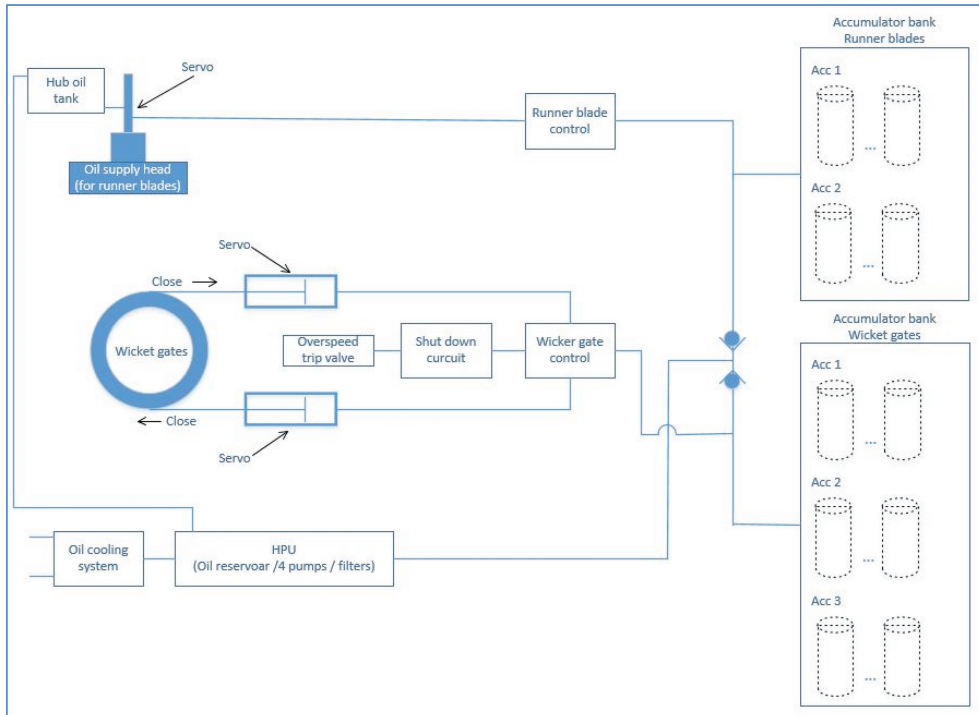 Accumulator bank
Runner blades
Acc 1
...
Acc 2
...
Hub oil
tank
Servo
Runner blade
control
Oil supply head
(for runner blades)
Servo
Close
Wicket gates
Overspeed
trip valve
Shut down
curcuit
Wicker gate
control
Close
Servo
Accumulator bank
Wicket gates
Acc 1
...
Acc 2
...
Acc 3
...
Oil cooling
system
HPU
(Oil reservoar /4 pumps / filters)